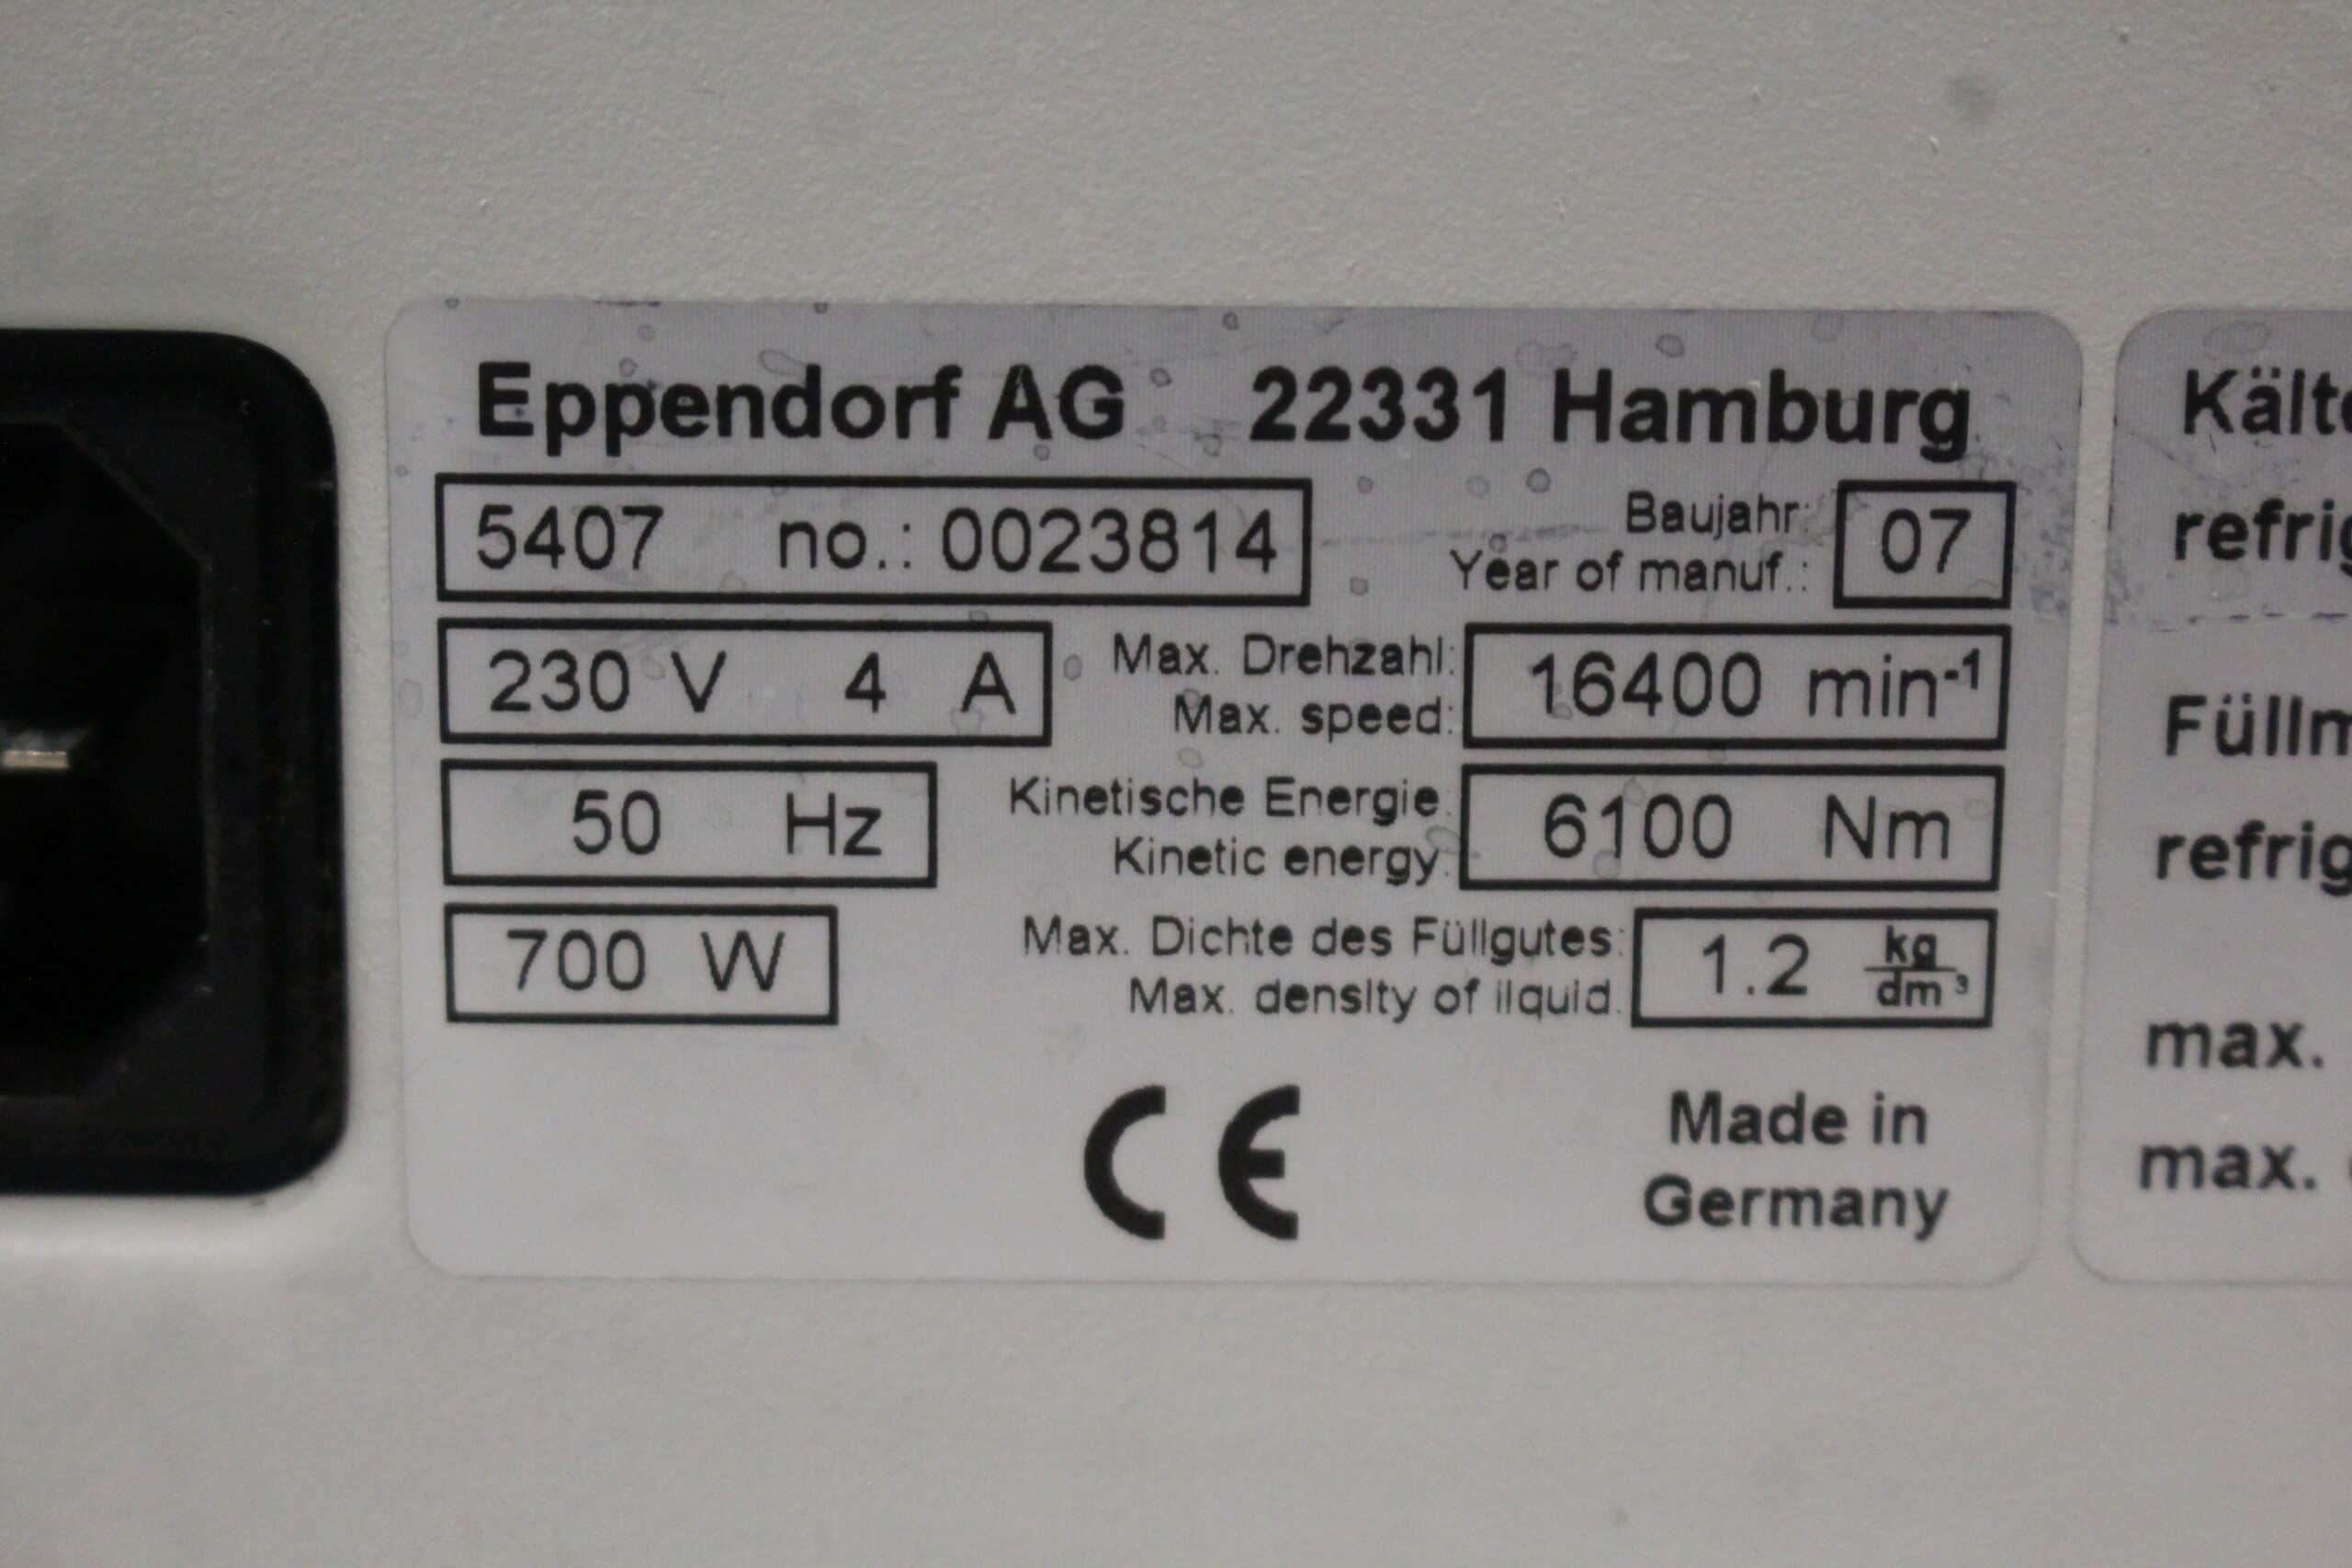 Eppendorf AG 22331 Hamburg
5407 no.: 0023814
Baujahr:
Year of manuf.:
07
230 V 4 A
Max. Drehzahl:
Max. speed:
16400 min⁻¹
50 Hz
Kinetische Energie:
Kinetic energy:
6100 Nm
700 W
Max. Dichte des Füllgutes:
Max. density of liquid:
1.2 kg/dm³
CE
Made in
Germany
Kält
refrig
Füllm
refrig
max.
max.